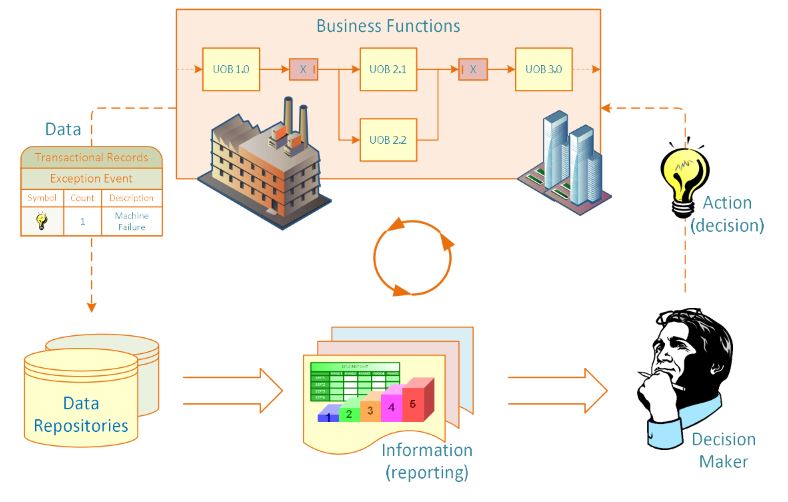 Business Functions
UOB 1.0
X
UOB 2.1
X
UOB 3.0
UOB 2.2
Data
Transactional Records
Exception Event
Symbol Count Description
1 Machine
Failure
Action
(decision)
Data
Repositories
1 2 3 4 5
Information
(reporting)
Decision
Maker